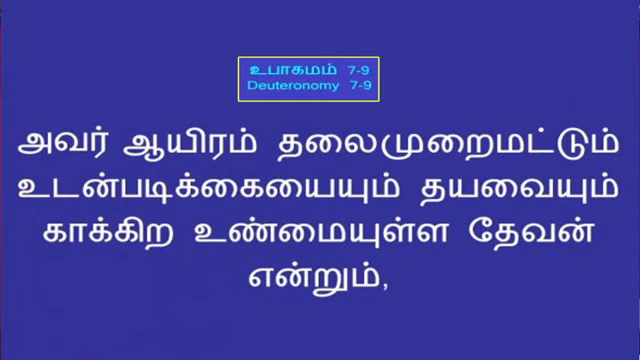 உபாகமம் 7-9
Deuteronomy 7-9
அவர் ஆயிரம் தலைமுறைமட்டும்
உடன்படிக்கையையும் தயவையும்
காக்கிற உண்மையுள்ள தேவன்
என்றும்,